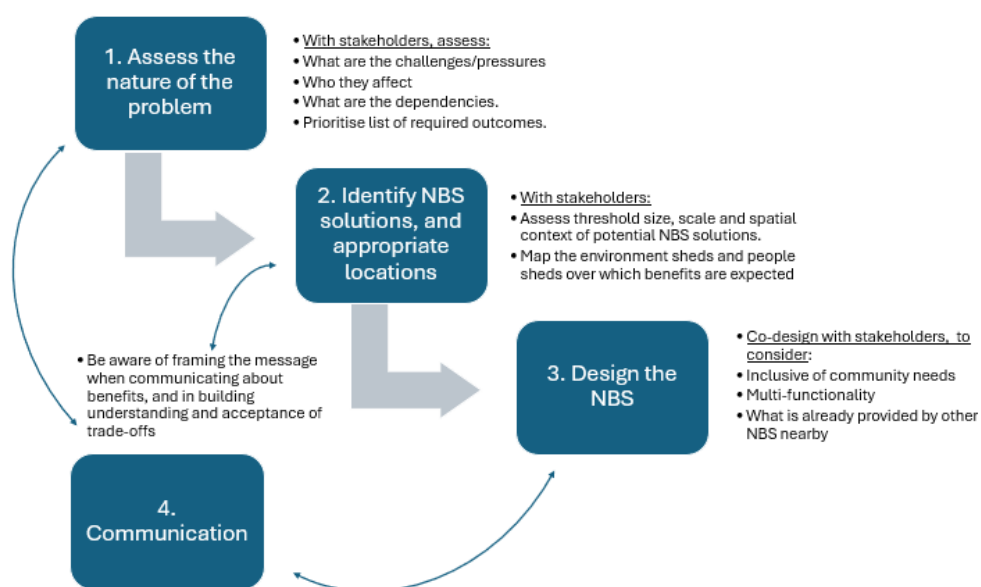 1. Assess the
nature of the
problem
• With stakeholders, assess:
• What are the challenges/pressures
• Who they affect
• What are the dependencies.
• Prioritise list of required outcomes.
2. Identify NBS
solutions, and
appropriate
locations
• With stakeholders:
• Assess threshold size, scale and spatial
context of potential NBS solutions.
• Map the environment sheds and people
sheds over which benefits are expected
3. Design the
NBS
• Co-design with stakeholders, to
consider:
• Inclusive of community needs
• Multi-functionality
• What is already provided by other
NBS nearby
• Be aware of framing the message
when communicating about
benefits, and in building
understanding and acceptance of
trade-offs
4.
Communication